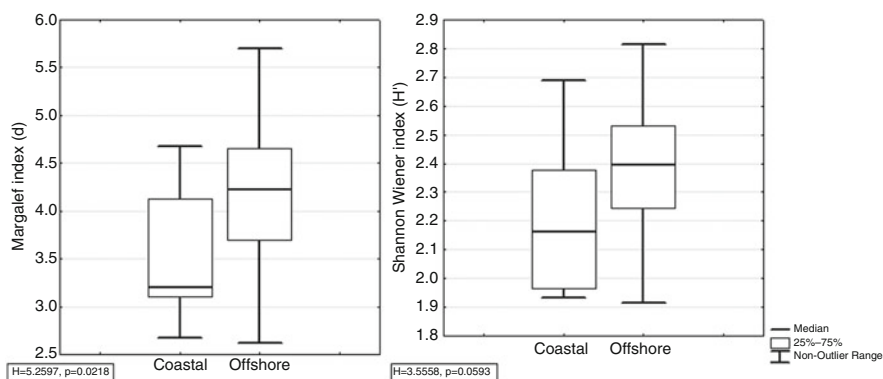 Margalef index (d)
6.0
5.5
5.0
4.5
4.0
3.5
3.0
2.5
Coastal Offshore
H=5.2597, p=0.0218
Shannon Wiener index (H')
2.9
2.8
2.7
2.6
2.5
2.4
2.3
2.2
2.1
2.0
1.9
1.8
Coastal Offshore
H=3.5558, p=0.0593
Median
25%–75%
Non-Outlier Range